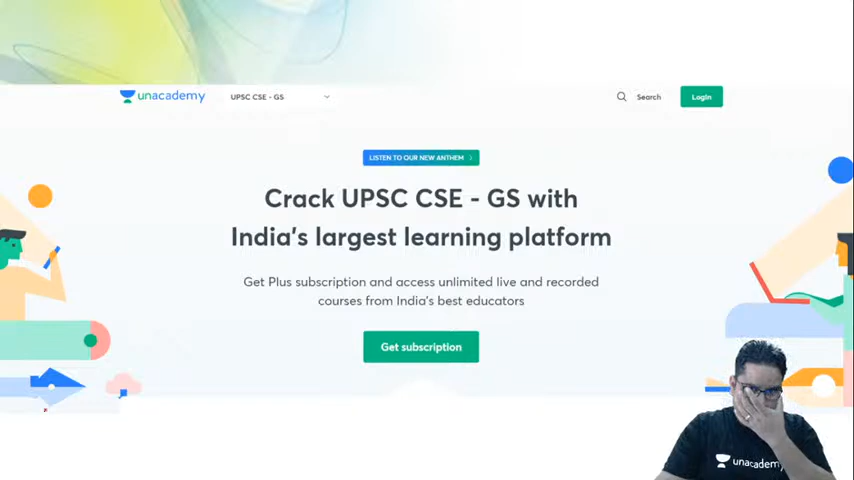 unacademy
UPSC CSE - GS
Search
Login
LISTEN TO OUR NEW ANTHEM
Crack UPSC CSE - GS with
India's largest learning platform
Get Plus subscription and access unlimited live and recorded
courses from India's best educators
Get subscription
unacademy